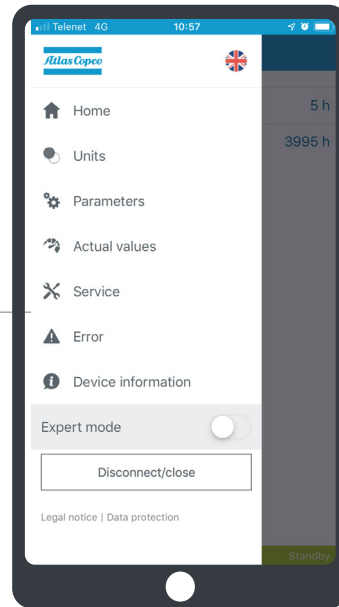 Telenet 4G 10:57
Atlas Copco
Home
5 h
Units
3995 h
Parameters
Actual values
Service
Error
Device information
Expert mode
Disconnect/close
Legal notice | Data protection
Standby